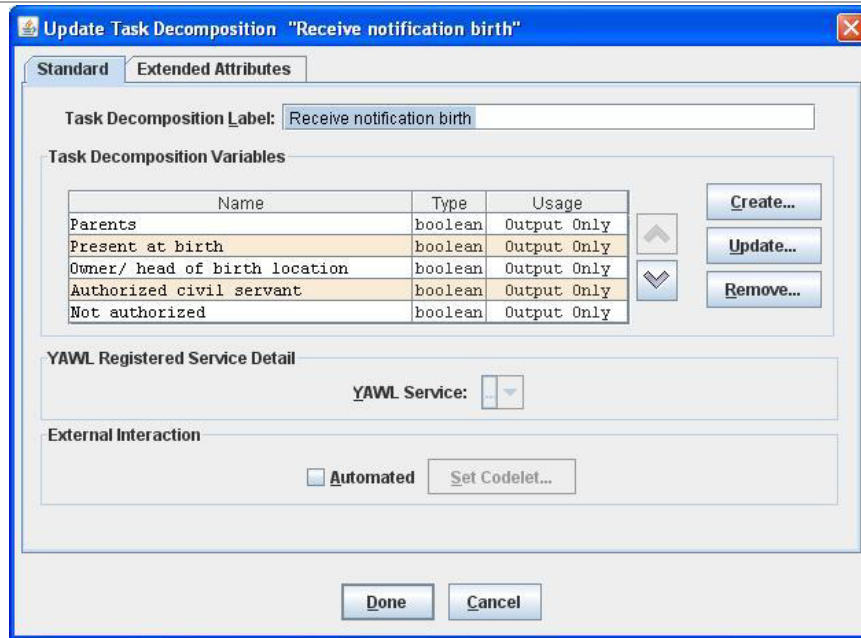 Update Task Decomposition "Receive notification birth"
Standard
Extended Attributes
Task Decomposition Label: Receive notification birth
Task Decomposition Variables
Name Type Usage
Parents boolean Output Only
Present at birth boolean Output Only
Owner/ head of birth location boolean Output Only
Authorized civil servant boolean Output Only
Not authorized boolean Output Only
Create...
Update...
Remove...
YAWL Registered Service Detail
YAWL Service: ...
External Interaction
Automated
Set Codelet...
Done
Cancel